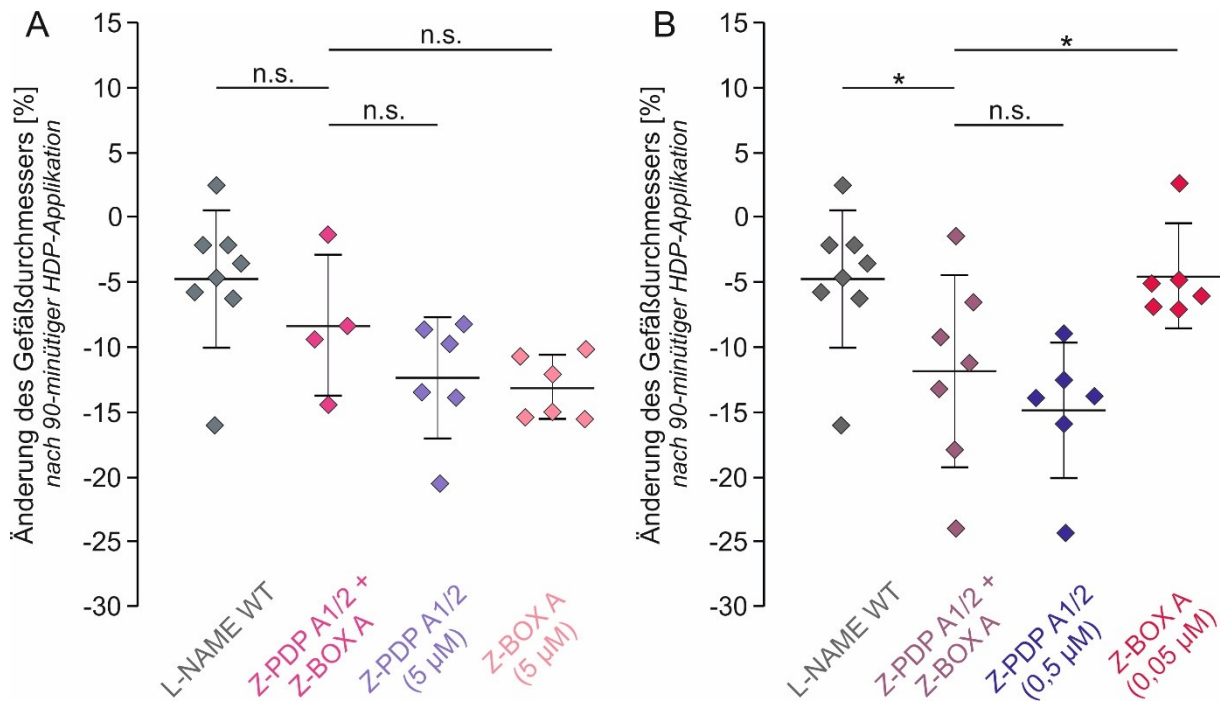 A
Änderung des Gefäßdurchmessers [%]
nach 90-minütiger HDP-Applikation
15
10
5
0
-5
-10
-15
-20
-25
-30
n.s.
n.s.
n.s.
L-NAME WT
Z-PDP A1/2 +
Z-BOX A
Z-PDP A1/2
(5 µM)
Z-BOX A
(5 µM)
B
Änderung des Gefäßdurchmessers [%]
nach 90-minütiger HDP-Applikation
15
10
5
0
-5
-10
-15
-20
-25
-30
*
*
n.s.
L-NAME WT
Z-PDP A1/2 +
Z-BOX A
Z-PDP A1/2
(0,5 µM)
Z-BOX A
(0,05 µM)